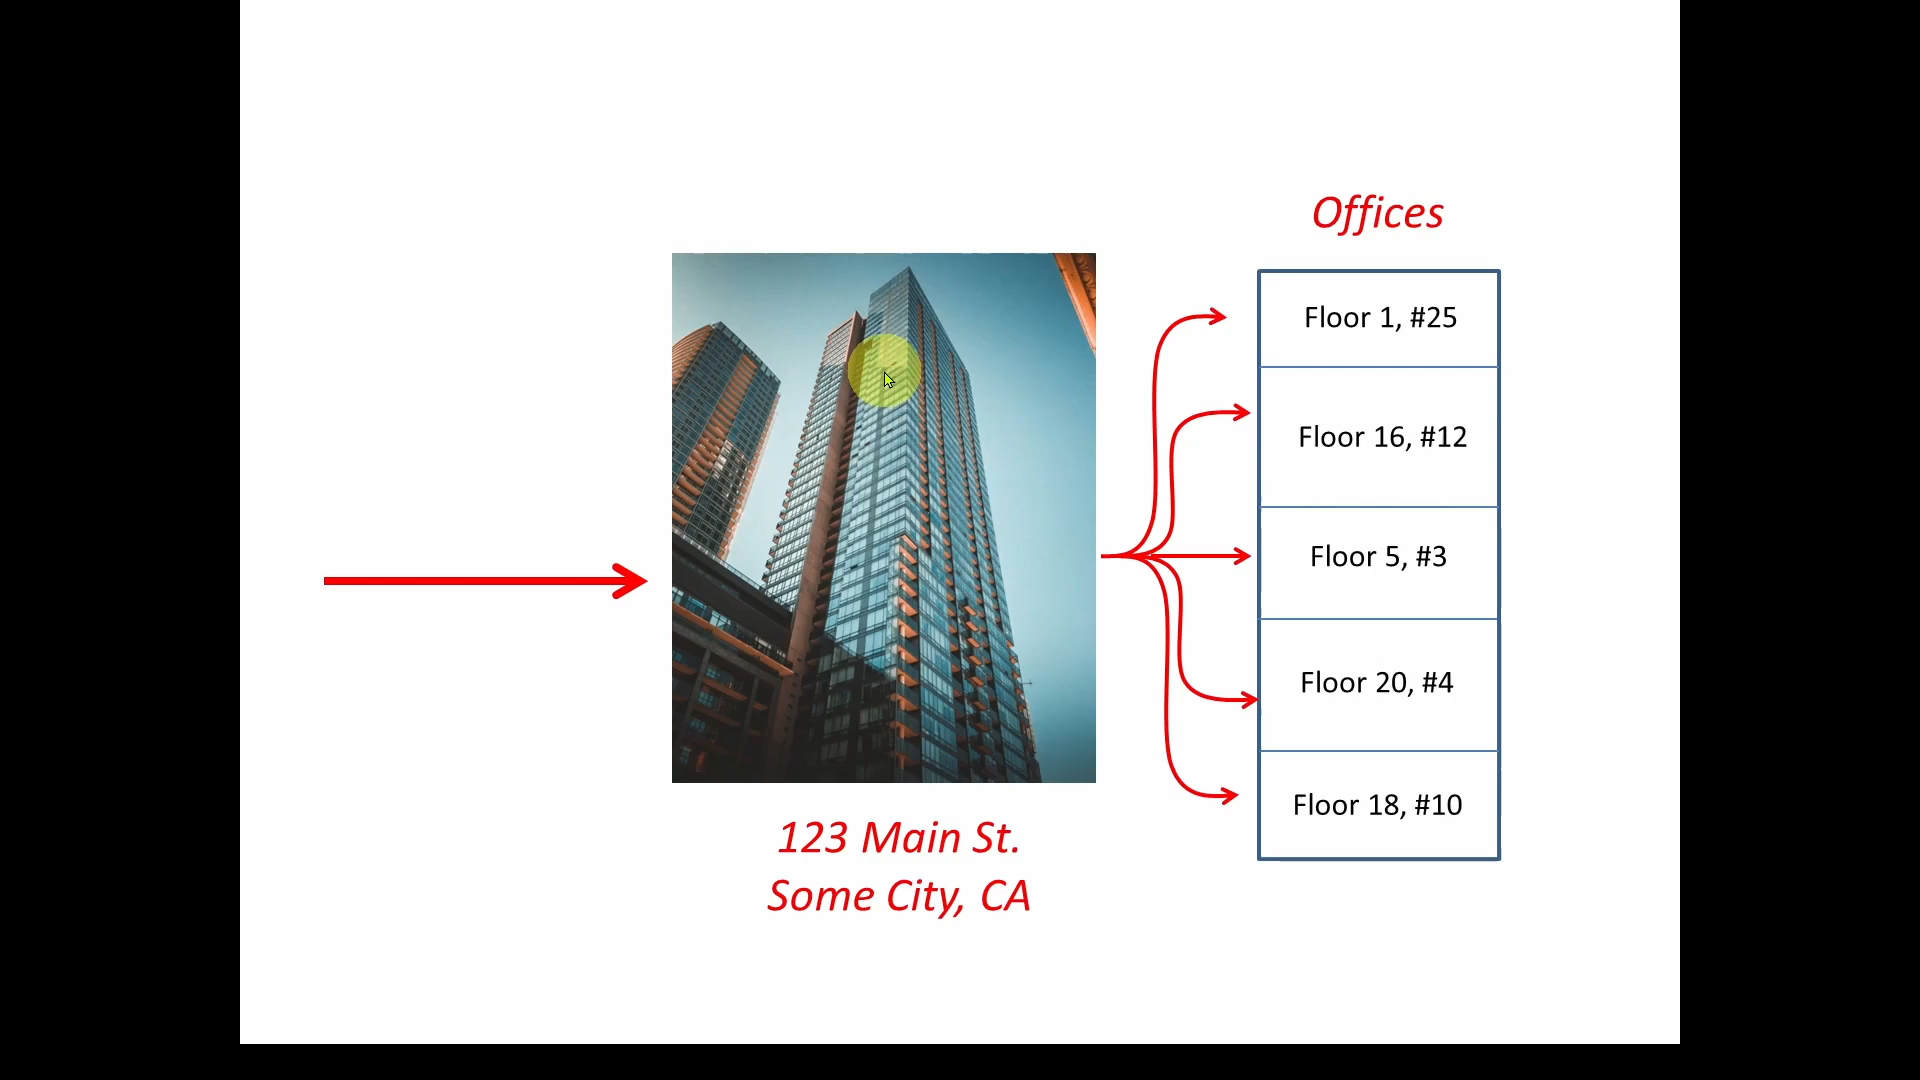 Offices
Floor 1, #25
Floor 16, #12
Floor 5, #3
Floor 20, #4
Floor 18, #10
123 Main St.
Some City, CA